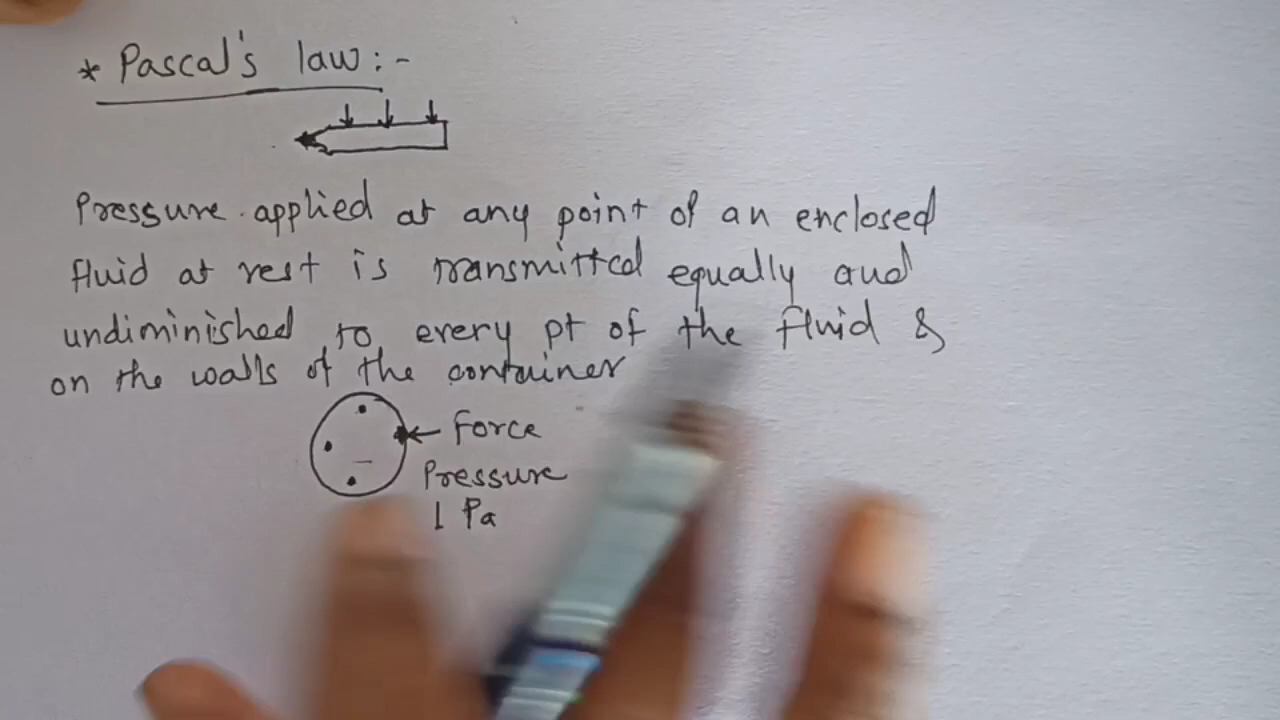 * Pascal's law:-
Pressure applied at any point of an enclosed
fluid at rest is transmitted equally and
undiminished to every pt of the fluid &
on the walls of the container
Force
Pressure
1 Pa